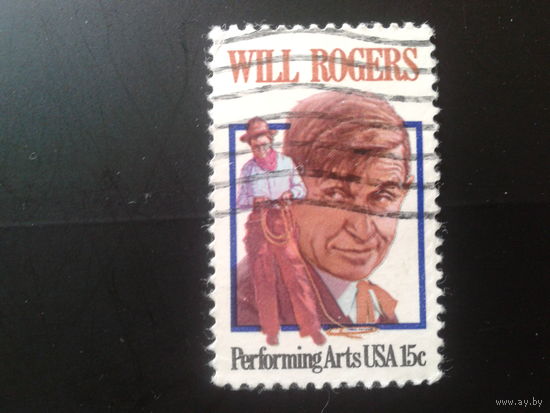 WILL ROGERS
Performing Arts USA 15c
www.ay.by